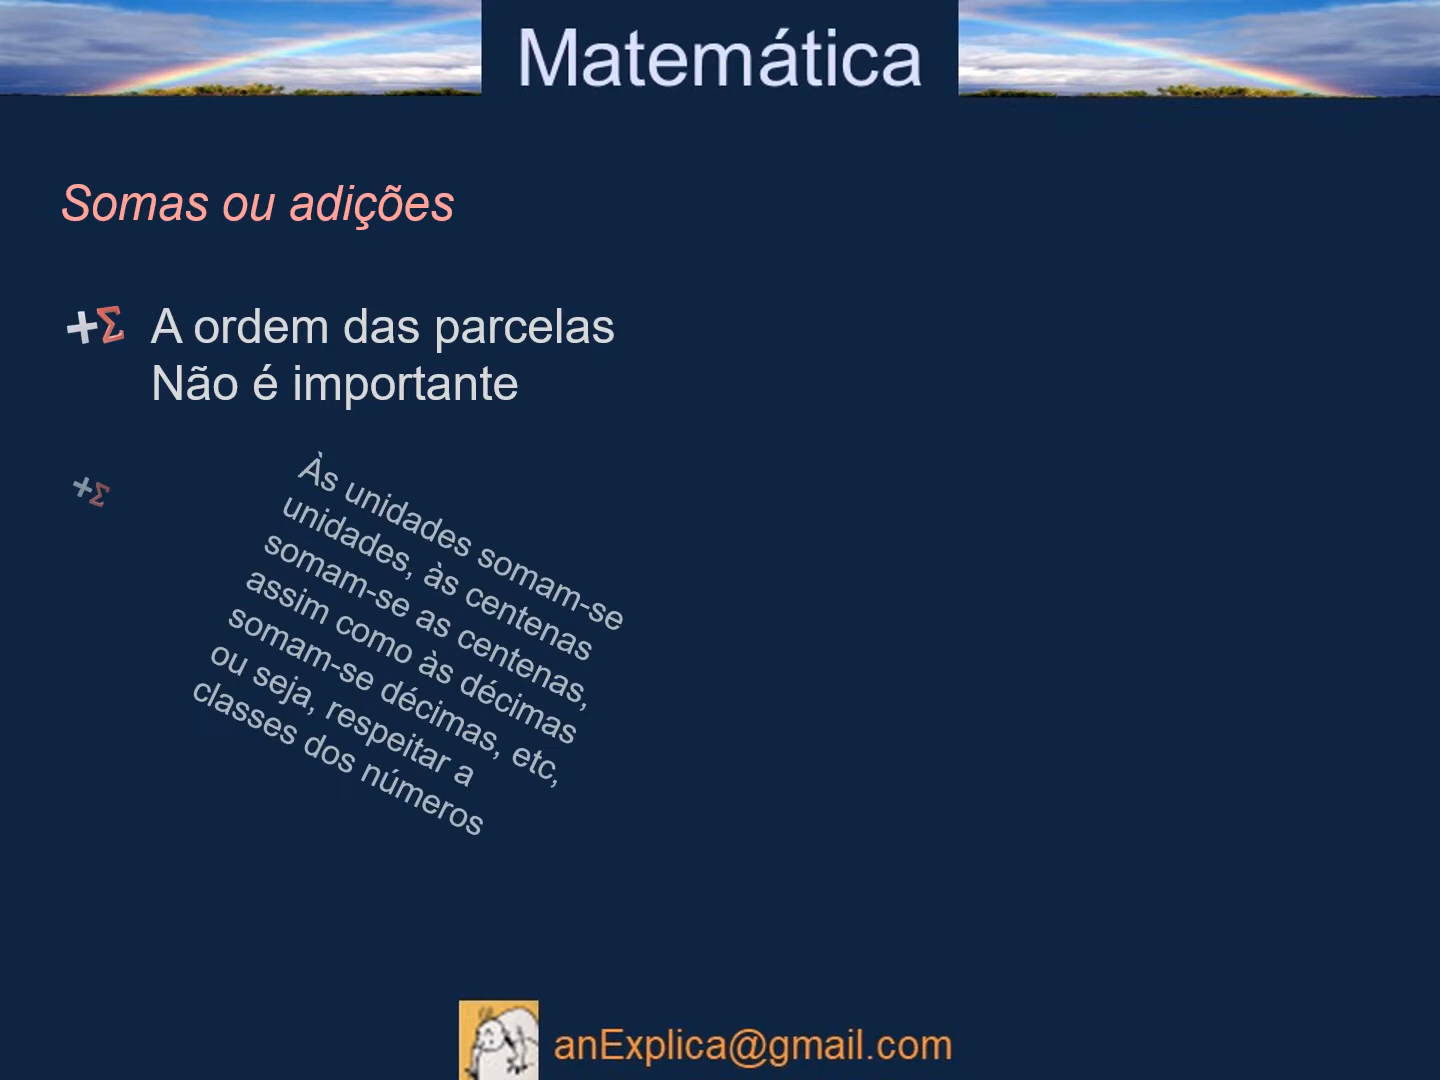 Matemática
Somas ou adições
+Σ A ordem das parcelas
Não é importante
+Σ Às unidades somam-se
unidades, às centenas
somam-se as centenas,
assim como às décimas
somam-se décimas, etc,
ou seja, respeitar a
classes dos números
anExplica@gmail.com